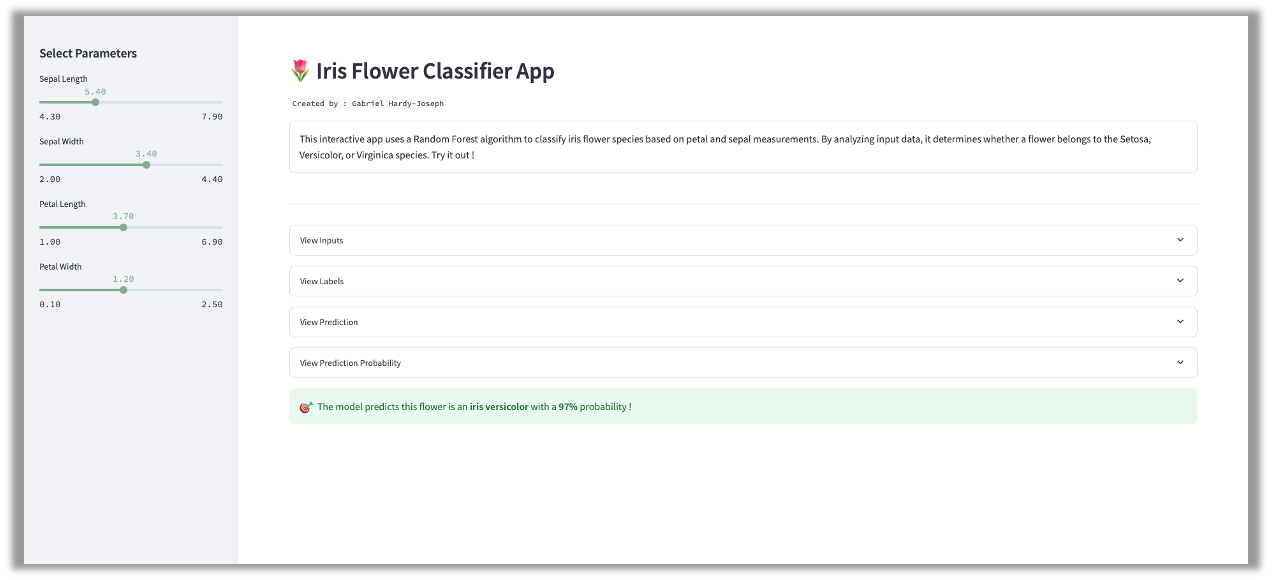 Select Parameters
Sepal Length
5.40
4.30 7.90
Sepal Width
3.40
2.00 4.40
Petal Length
3.70
1.00 6.90
Petal Width
1.20
0.10 2.50
Iris Flower Classifier App
Created by : Gabriel Hardy-Joseph
This interactive app uses a Random Forest algorithm to classify iris flower species based on petal and sepal measurements. By analyzing input data, it determines whether a flower belongs to the Setosa,
Versicolor, or Virginica species. Try it out !
View Inputs
View Labels
View Prediction
View Prediction Probability
The model predicts this flower is an iris versicolor with a 97% probability !